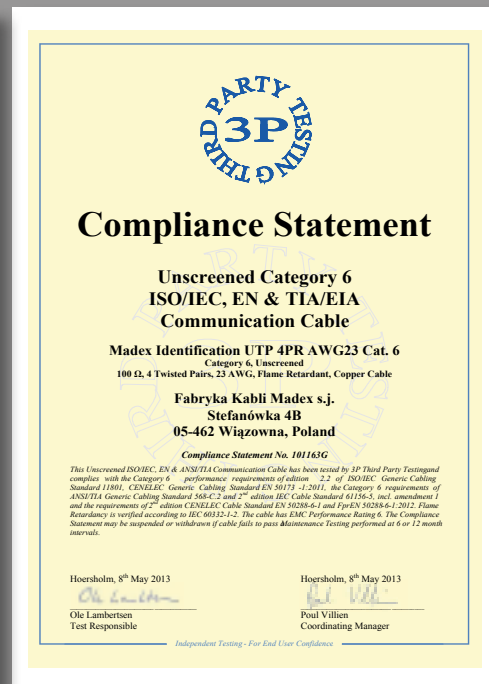 THIRD PARTY TESTING
3P
Compliance Statement
Unscreened Category 6
ISO/IEC, EN & TIA/EIA
Communication Cable
Madex Identification UTP 4PR AWG23 Cat. 6
Category 6, Unscreened
100 Ω, 4 Twisted Pairs, 23 AWG, Flame Retardant, Copper Cable
Fabryka Kabli Madex s.j.
Stefanówka 4B
05-462 Wiązowna, Poland
Compliance Statement No. 101163G
This Unscreened ISO/IEC, EN & ANSI/TIA Communication Cable has been tested by 3P Third Party Testingand
complies with the Category 6 performance requirements of edition 2.2 of ISO/IEC Generic Cabling
Standard 11801, CENELEC Generic Cabling Standard EN 50173 -1:2011, the Category 6 requirements of
ANSI/TIA Generic Cabling Standard 568-C.2 and 2nd edition IEC Cable Standard 61156-5, incl. amendment 1
and the requirements of 2nd edition CENELEC Cable Standard EN 50288-6-1 and FprEN 50288-6-1:2012. Flame
Retardancy is verified according to IEC 60332-1-2. The cable has EMC Performance Rating 6. The Compliance
Statement may be suspended or withdrawn if cable fails to pass Maintenance Testing performed at 6 or 12 month
intervals.
Hoersholm, 8th May 2013 Hoersholm, 8th May 2013
Ole Lambertsen Poul Villien
Test Responsible Coordinating Manager
Independent Testing - For End User Confidence